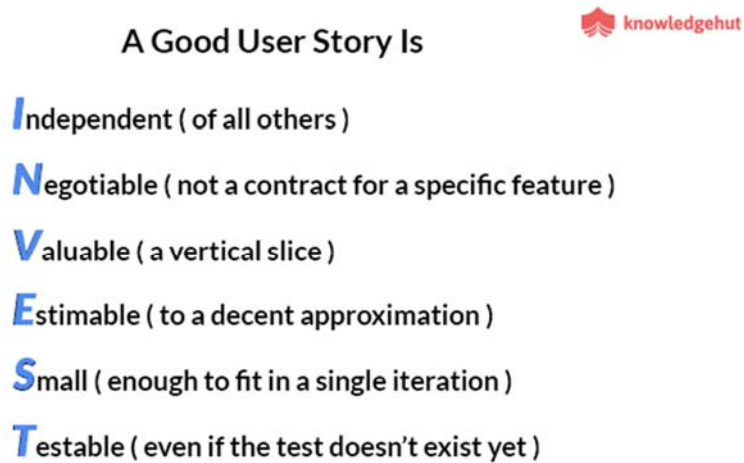 knowledgehut
A Good User Story Is
Independent ( of all others )
Negotiable ( not a contract for a specific feature )
Valuable ( a vertical slice )
Estimable ( to a decent approximation )
Small ( enough to fit in a single iteration )
Testable ( even if the test doesn’t exist yet )